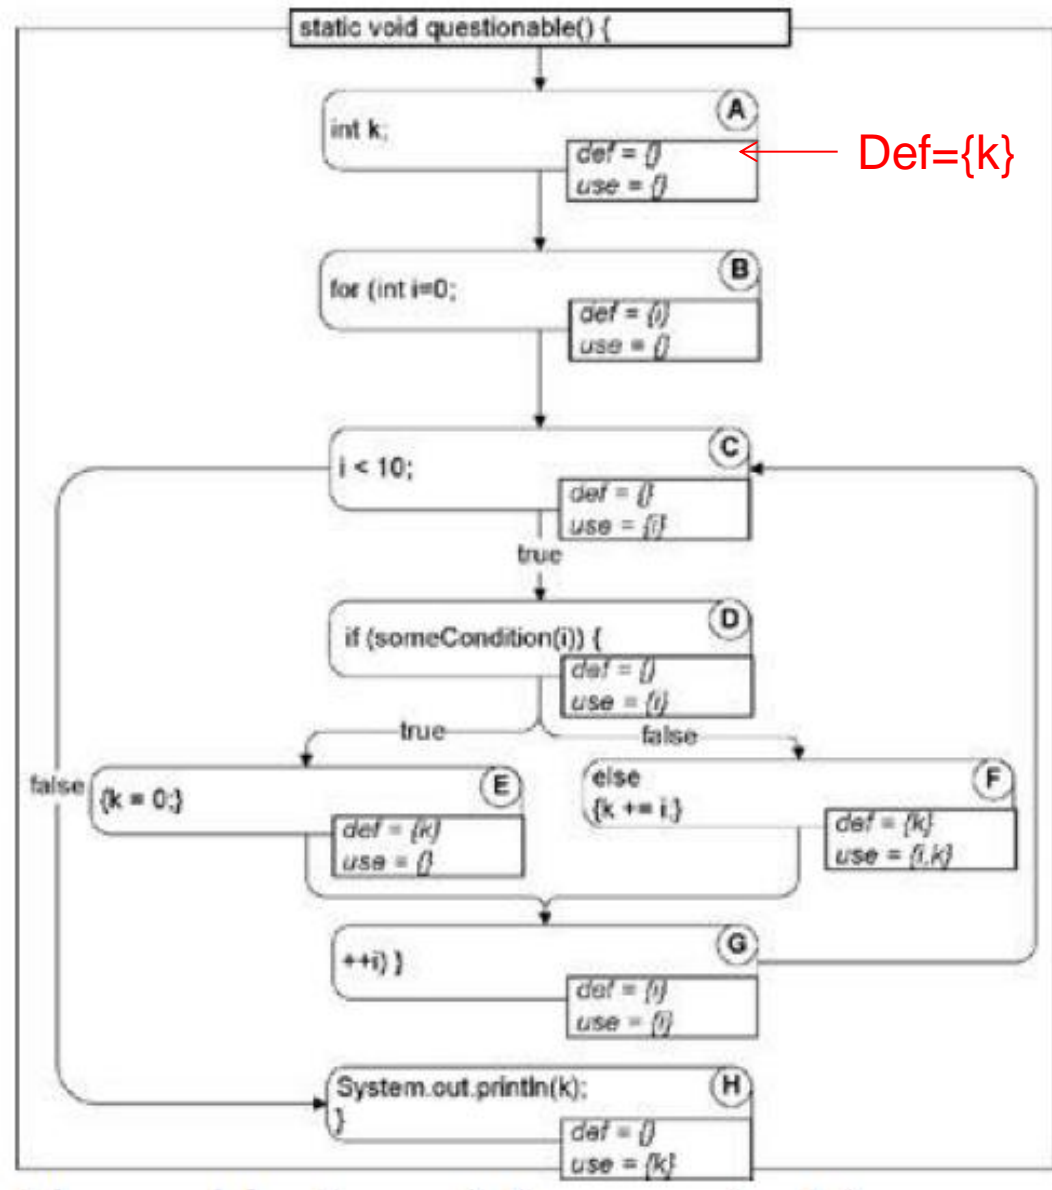 static void questionable() {
A
int k;
def = {}
use = {}
Def={k}
B
for (int i=0;
def = {i}
use = {}
C
i < 10;
def = {}
use = {i}
true
D
if (someCondition(i)) {
def = {}
use = {i}
true
false
false
E
{k = 0;}
def = {k}
use = {}
F
else
{k += i;}
def = {k}
use = {i,k}
G
++i) }
def = {i}
use = {i}
H
System.out.println(k);
}
def = {}
use = {k}